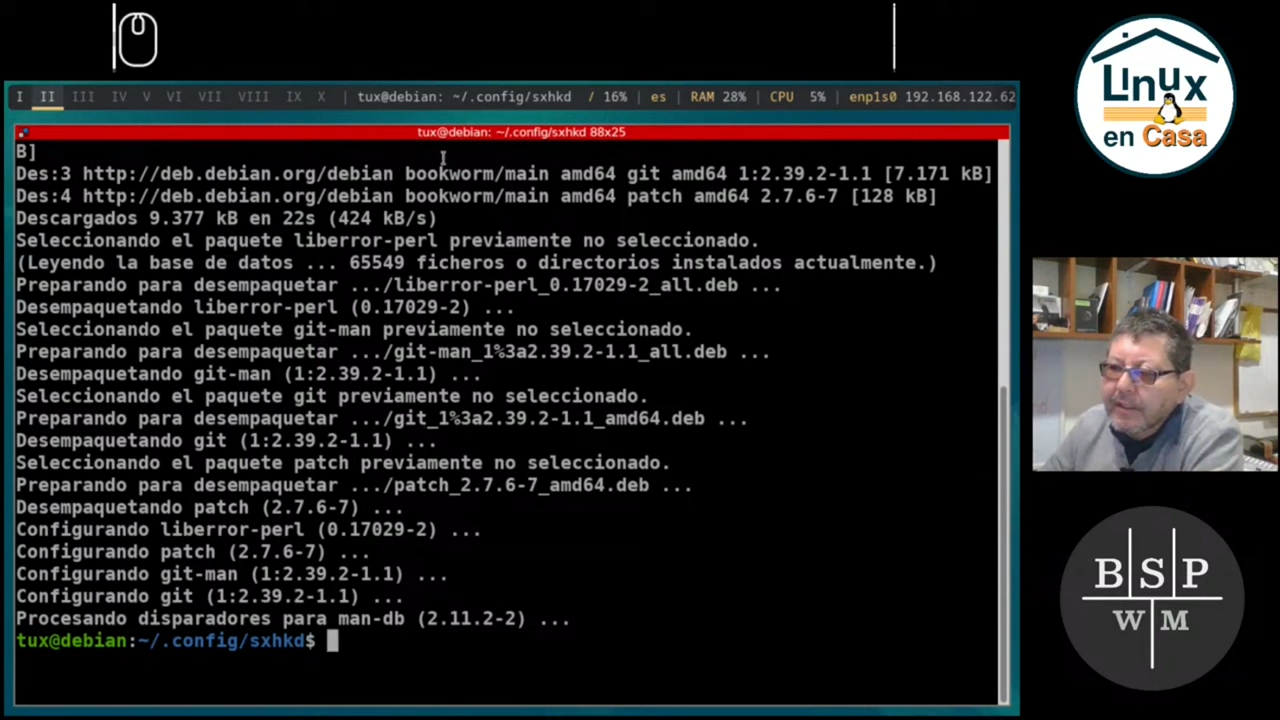 I II III IV V VI VII VIII IX X | tux@debian: ~/.config/sxhkd / 16% | es | RAM 28% | CPU 5% | enp1s0 192.168.122.62
tux@debian: ~/.config/sxhkd 88x25
B]
Des:3 http://deb.debian.org/debian bookworm/main amd64 git amd64 1:2.39.2-1.1 [7.171 kB]
Des:4 http://deb.debian.org/debian bookworm/main amd64 patch amd64 2.7.6-7 [128 kB]
Descargados 9.377 kB en 22s (424 kB/s)
Seleccionando el paquete liberror-perl previamente no seleccionado.
(Leyendo la base de datos ... 65549 ficheros o directorios instalados actualmente.)
Preparando para desempaquetar .../liberror-perl_0.17029-2_all.deb ...
Desempaquetando liberror-perl (0.17029-2) ...
Seleccionando el paquete git-man previamente no seleccionado.
Preparando para desempaquetar .../git-man_1%3a2.39.2-1.1_all.deb ...
Desempaquetando git-man (1:2.39.2-1.1) ...
Seleccionando el paquete git previamente no seleccionado.
Preparando para desempaquetar .../git_1%3a2.39.2-1.1_amd64.deb ...
Desempaquetando git (1:2.39.2-1.1) ...
Seleccionando el paquete patch previamente no seleccionado.
Preparando para desempaquetar .../patch_2.7.6-7_amd64.deb ...
Desempaquetando patch (2.7.6-7) ...
Configurando liberror-perl (0.17029-2) ...
Configurando patch (2.7.6-7) ...
Configurando git-man (1:2.39.2-1.1) ...
Configurando git (1:2.39.2-1.1) ...
Procesando disparadores para man-db (2.11.2-2) ...
tux@debian:~/.config/sxhkd$
Linux
en Casa
B S P
W M